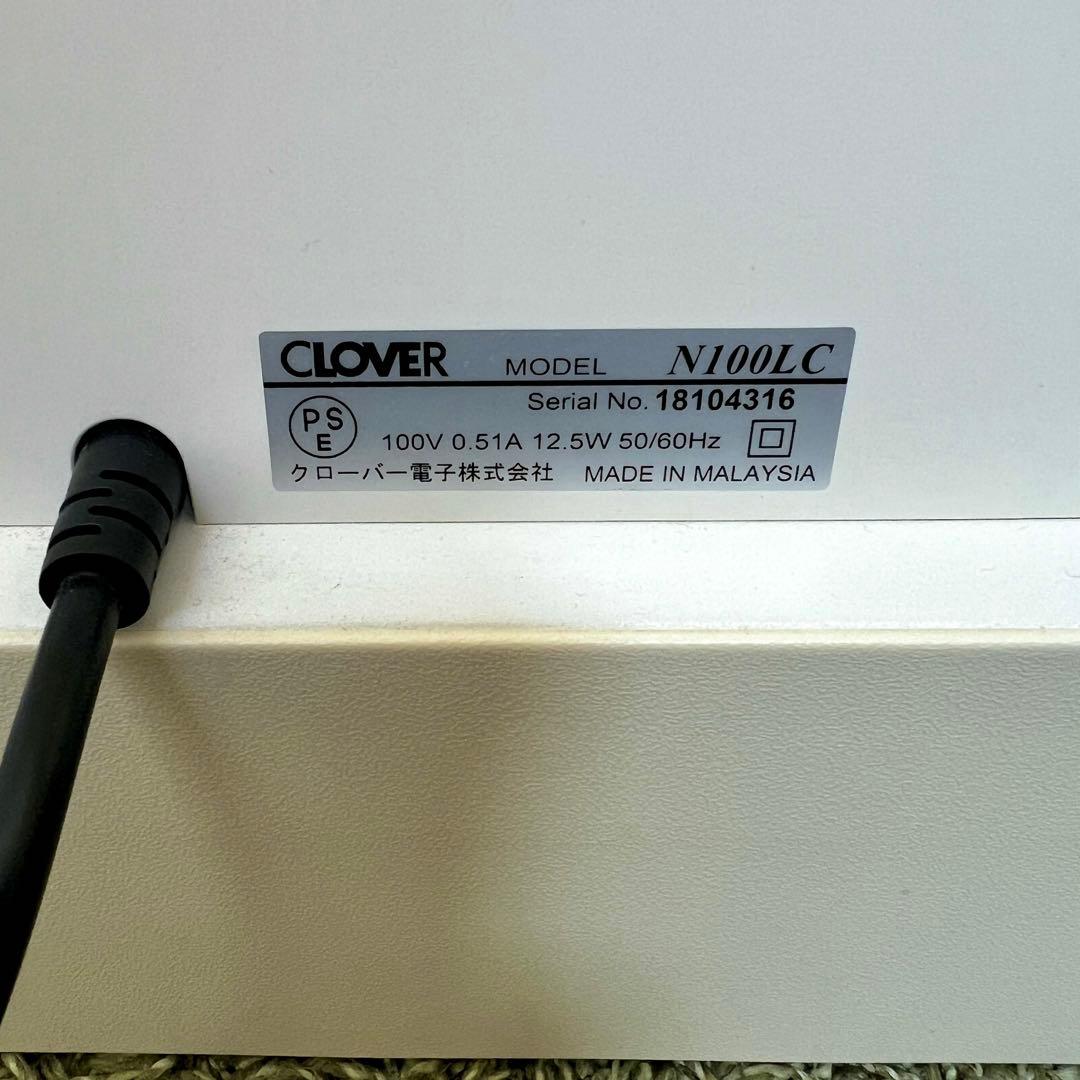 CLOVER MODEL N100LC
Serial No. 18104316
PSE 100V 0.51A 12.5W 50/60Hz
クローバー電子株式会社 MADE IN MALAYSIA